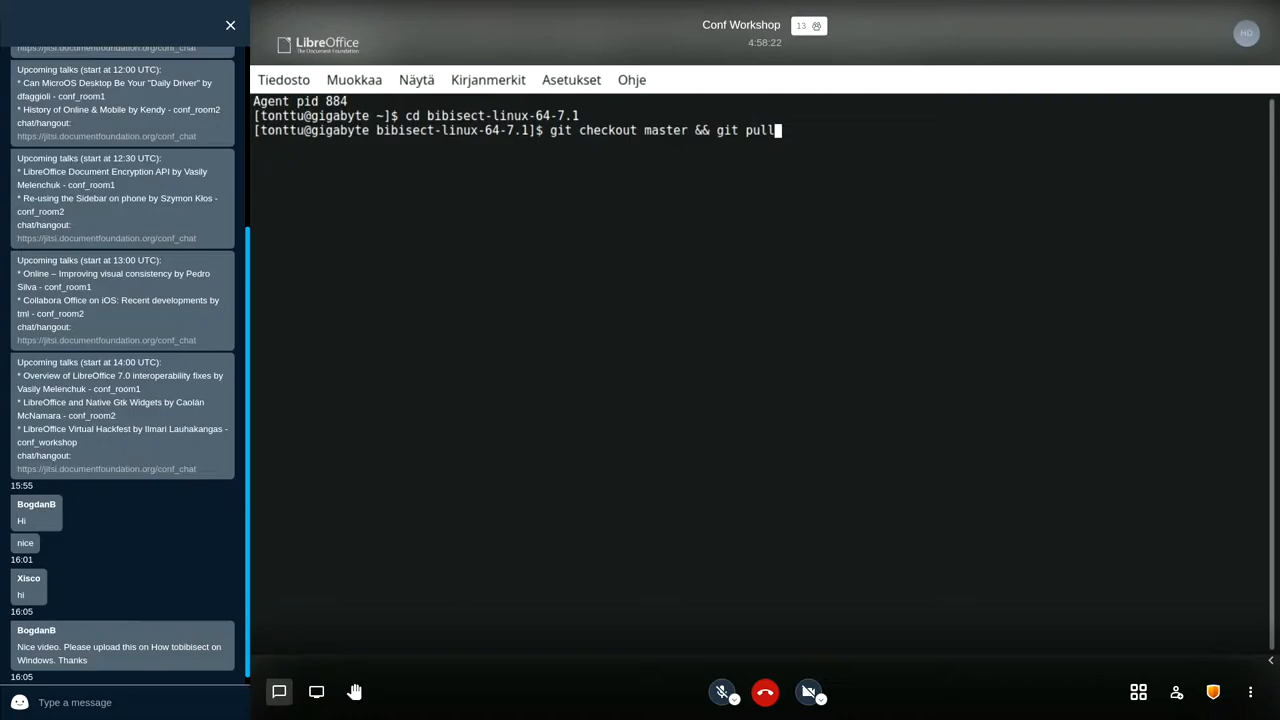 https://jitsi.documentfoundation.org/conf_chat
Upcoming talks (start at 12:00 UTC):
* Can MicroOS Desktop Be Your "Daily Driver" by
dfaggioli - conf_room1
* History of Online & Mobile by Kendy - conf_room2
chat/hangout:
https://jitsi.documentfoundation.org/conf_chat
Upcoming talks (start at 12:30 UTC):
* LibreOffice Document Encryption API by Vasily
Melenchuk - conf_room1
* Re-using the Sidebar on phone by Szymon Kłos -
conf_room2
chat/hangout:
https://jitsi.documentfoundation.org/conf_chat
Upcoming talks (start at 13:00 UTC):
* Online – Improving visual consistency by Pedro
Silva - conf_room1
* Collabora Office on iOS: Recent developments by
tml - conf_room2
chat/hangout:
https://jitsi.documentfoundation.org/conf_chat
Upcoming talks (start at 14:00 UTC):
* Overview of LibreOffice 7.0 interoperability fixes by
Vasily Melenchuk - conf_room1
* LibreOffice and Native Gtk Widgets by Caolán
McNamara - conf_room2
* LibreOffice Virtual Hackfest by Ilmari Lauhakangas -
conf_workshop
chat/hangout:
https://jitsi.documentfoundation.org/conf_chat
15:55
BogdanB
Hi
nice
16:01
Xisco
hi
16:05
BogdanB
Nice video. Please upload this on How tobibisect on
Windows. Thanks
16:05
Type a message
LibreOffice
The Document Foundation
Conf Workshop 13
4:58:22
HD
Tiedosto Muokkaa Näytä Kirjanmerkit Asetukset Ohje
Agent pid 884
[tonttu@gigabyte ~]$ cd bibisect-linux-64-7.1
[tonttu@gigabyte bibisect-linux-64-7.1]$ git checkout master && git pull